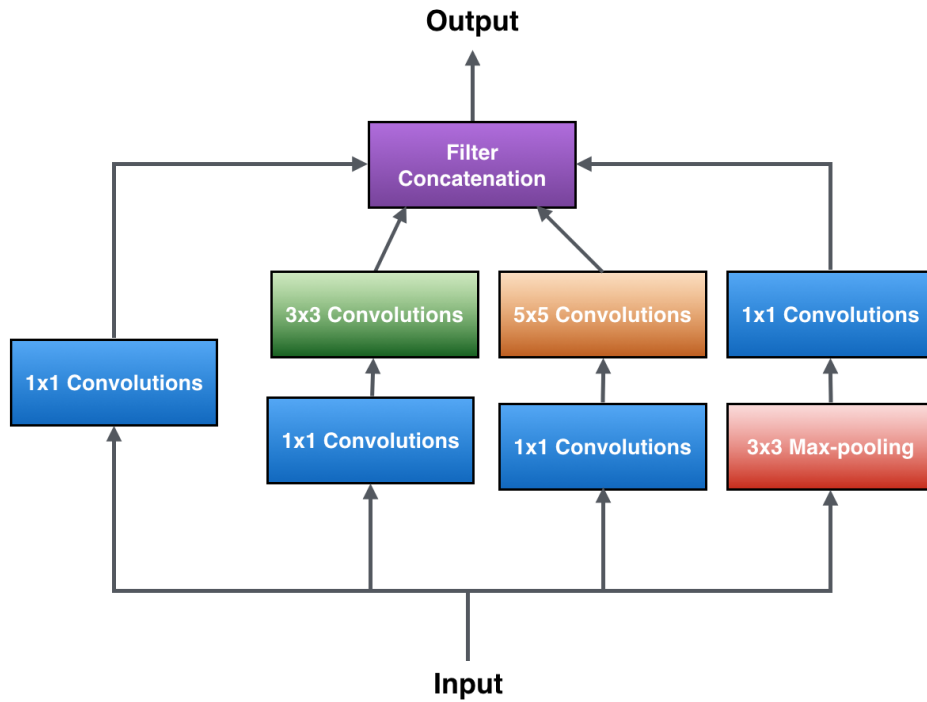 Output
Filter
Concatenation
3x3 Convolutions
5x5 Convolutions
1x1 Convolutions
1x1 Convolutions
1x1 Convolutions
1x1 Convolutions
3x3 Max-pooling
Input